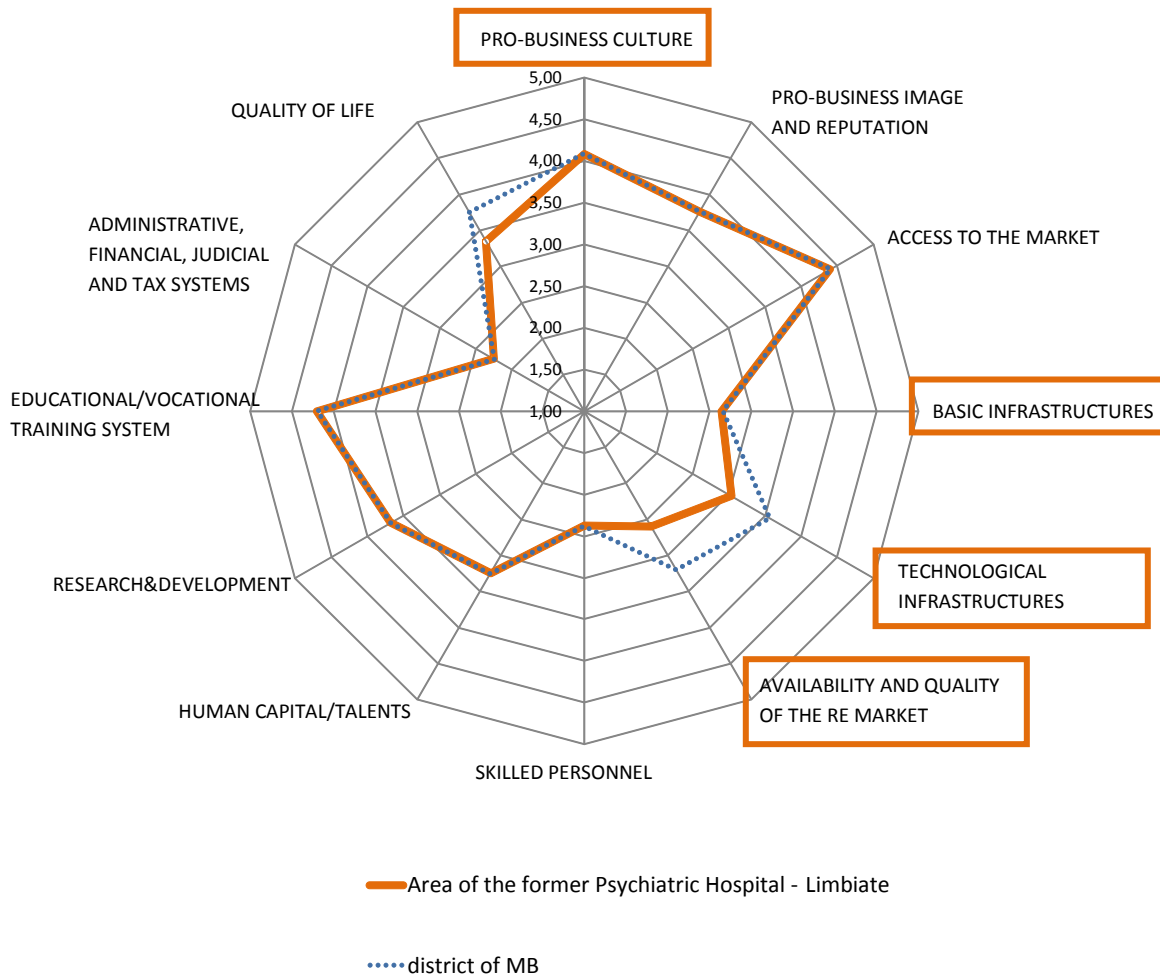 PRO-BUSINESS CULTURE
5,00
4,50
4,00
3,50
3,00
2,50
2,00
1,50
1,00
PRO-BUSINESS IMAGE
AND REPUTATION
ACCESS TO THE MARKET
BASIC INFRASTRUCTURES
TECHNOLOGICAL
INFRASTRUCTURES
AVAILABILITY AND QUALITY
OF THE RE MARKET
SKILLED PERSONNEL
HUMAN CAPITAL/TALENTS
RESEARCH&DEVELOPMENT
EDUCATIONAL/VOCATIONAL
TRAINING SYSTEM
ADMINISTRATIVE,
FINANCIAL, JUDICIAL
AND TAX SYSTEMS
QUALITY OF LIFE
Area of the former Psychiatric Hospital - Limbiate
district of MB